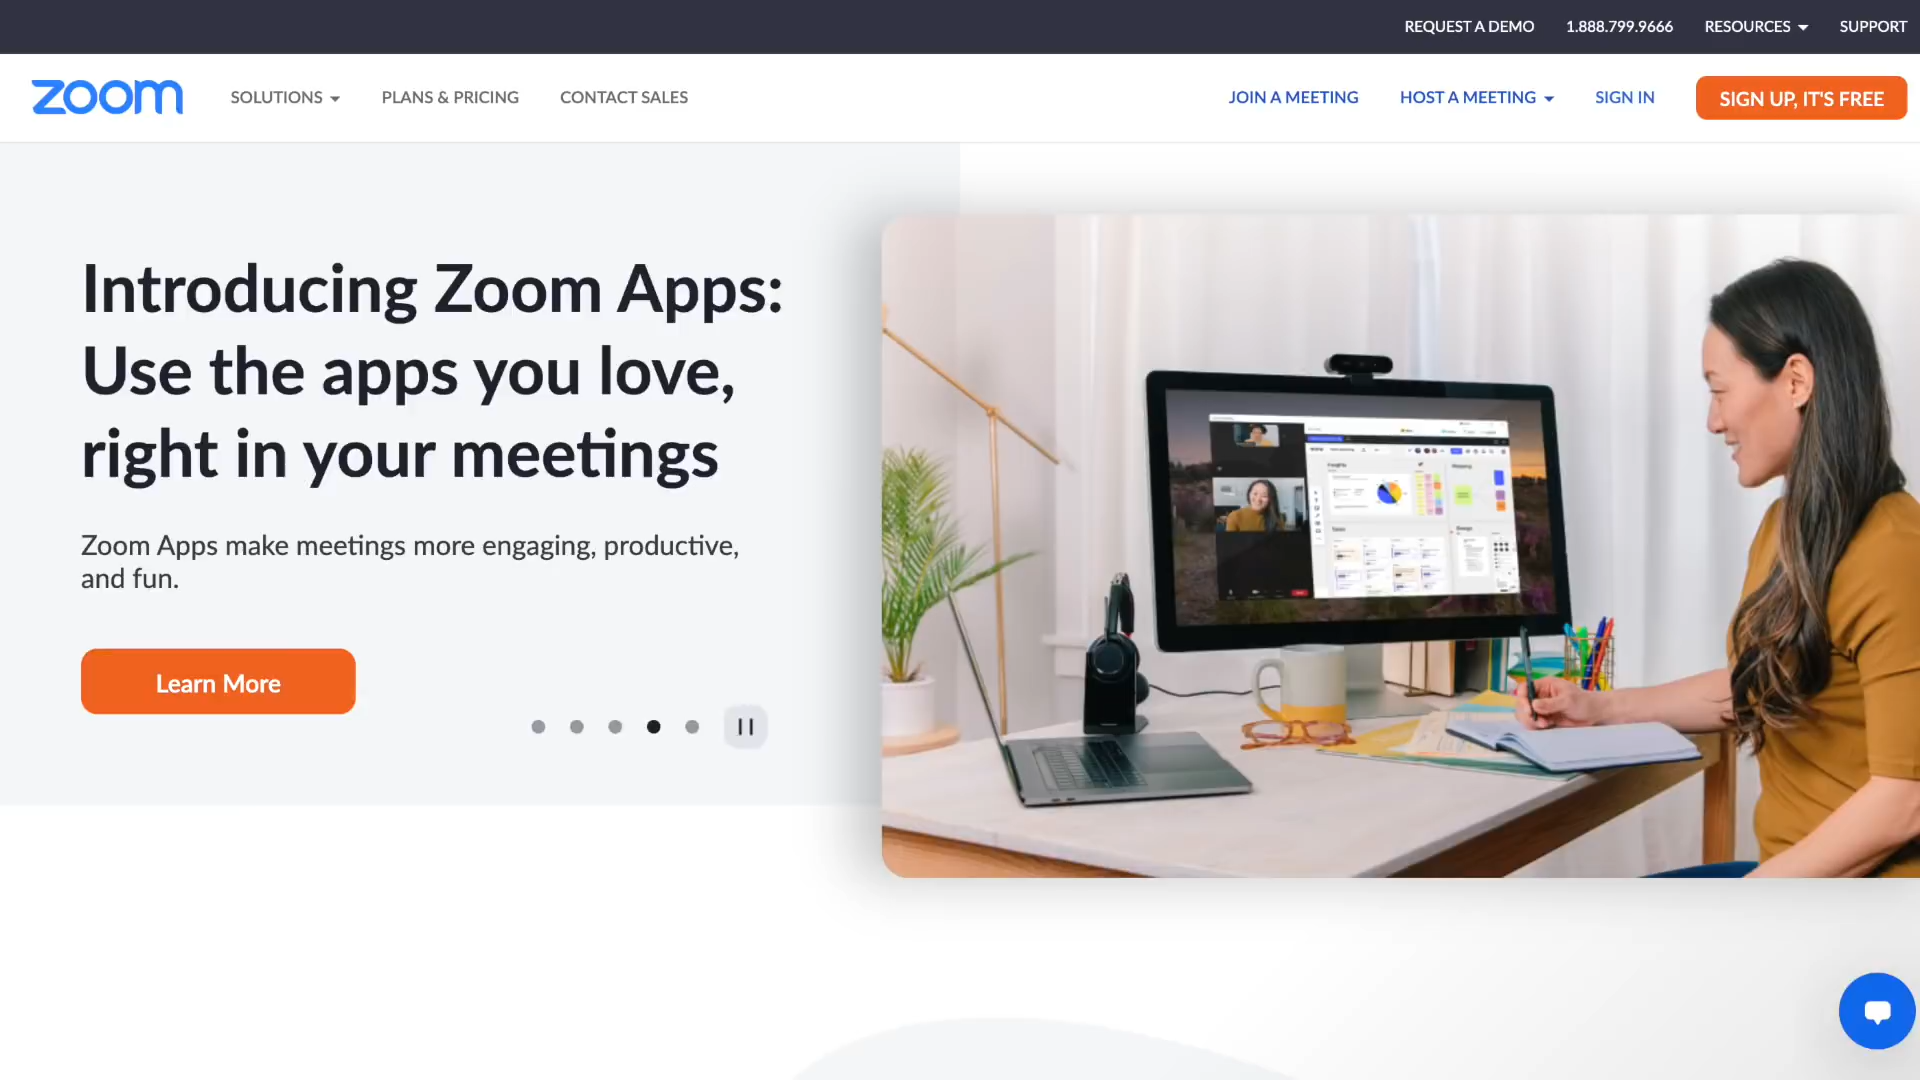 REQUEST A DEMO 1.888.799.9666 RESOURCES SUPPORT
zoom SOLUTIONS PLANS & PRICING CONTACT SALES JOIN A MEETING HOST A MEETING SIGN IN SIGN UP, IT'S FREE
Introducing Zoom Apps:
Use the apps you love,
right in your meetings
Zoom Apps make meetings more engaging, productive,
and fun.
Learn More